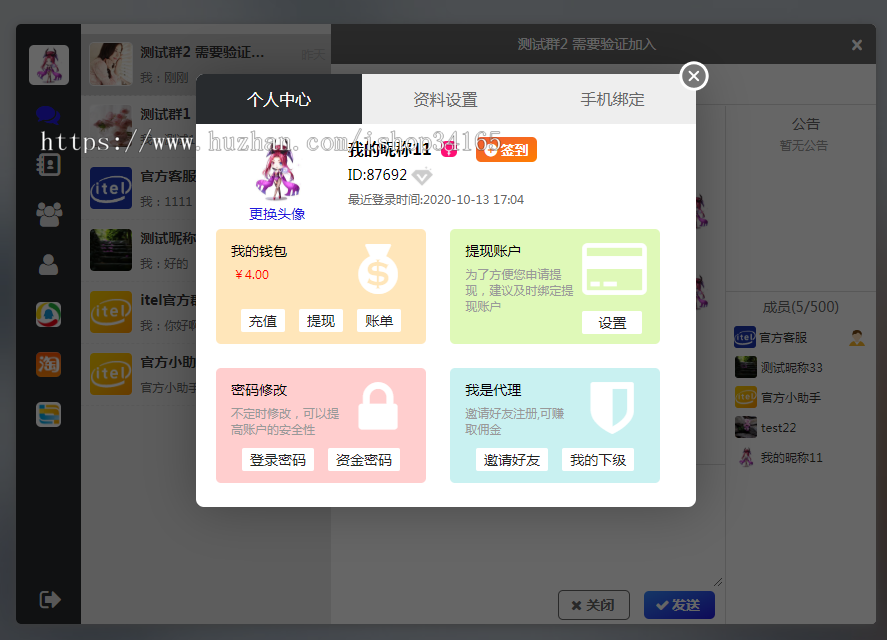 测试群2 需要验证加入
测试群2 需要验证...
昨天
我：刚刚
测试群1
官方客服
我：1111
测试昵称
我：好的
itel官方群
我：你好啊
官方小助
官方小助手
itel
itel
itel
个人中心
资料设置
手机绑定
https://www.huzhan.com/ishop34165
我的昵称11
签到
ID:87692
最近登录时间:2020-10-13 17:04
更换头像
我的钱包
￥4.00
充值
提现
账单
提现账户
为了方便您由请提
现，建议及时绑定提
现账户
设置
密码修改
不定时修改，可以提
高账户的安全性
登录密码
资金密码
我是代理
邀请好友注册,可赚
取佣金
邀请好友
我的下级
公告
暂无公告
成员(5/500)
官方客服
测试昵称33
官方小助手
test22
我的昵称11
淘
关闭
发送